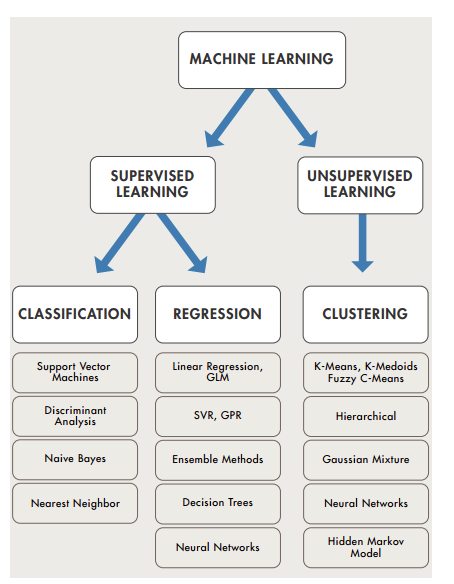 MACHINE LEARNING
SUPERVISED
LEARNING
UNSUPERVISED
LEARNING
CLASSIFICATION
Support Vector
Machines
Discriminant
Analysis
Naive Bayes
Nearest Neighbor
REGRESSION
Linear Regression,
GLM
SVR, GPR
Ensemble Methods
Decision Trees
Neural Networks
CLUSTERING
K-Means, K-Medoids
Fuzzy C-Means
Hierarchical
Gaussian Mixture
Neural Networks
Hidden Markov
Model